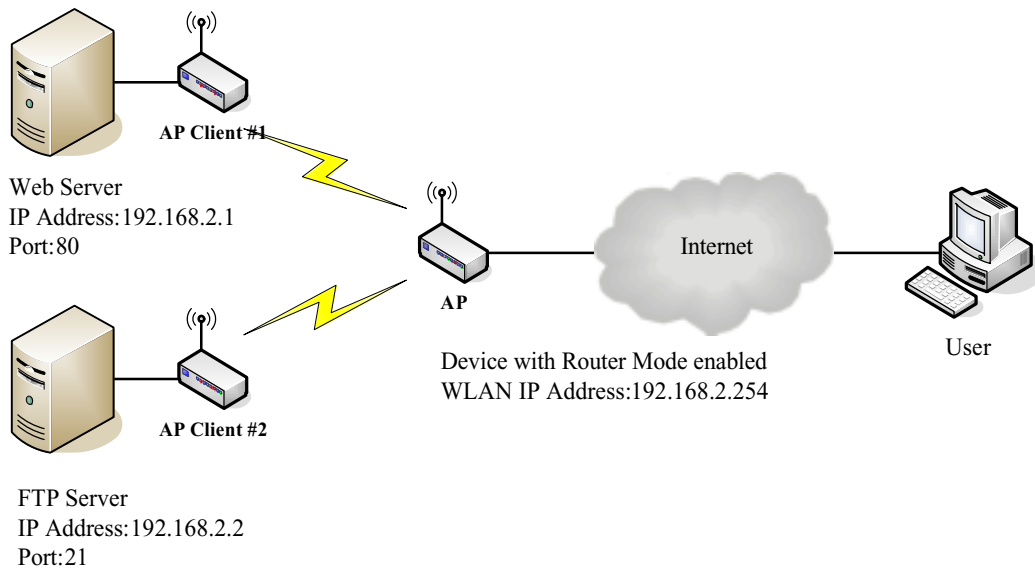 AP Client #1
Web Server
IP Address:192.168.2.1
Port:80
Internet
AP
User
Device with Router Mode enabled
WLAN IP Address:192.168.2.254
AP Client #2
FTP Server
IP Address:192.168.2.2
Port:21